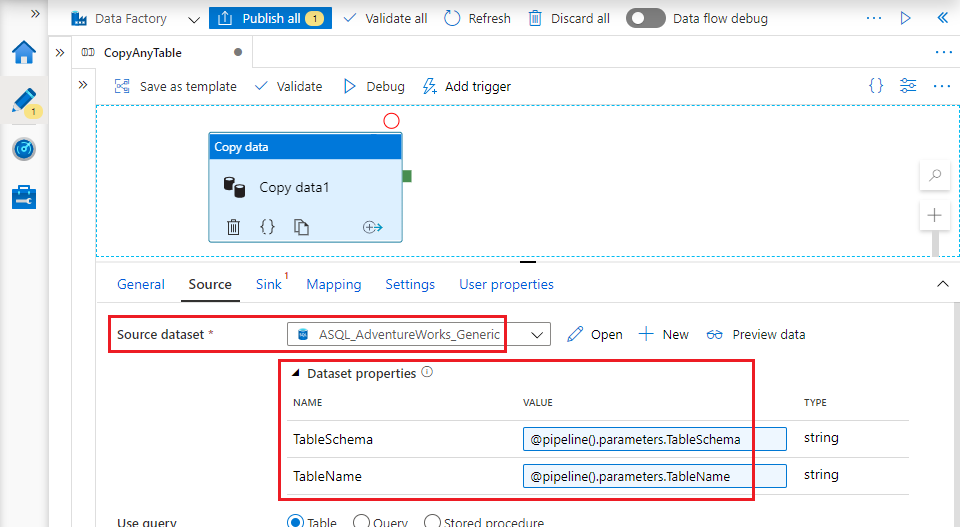 Data Factory Publish all 1 Validate all Refresh Discard all Data flow debug
CopyAnyTable
1
Save as template Validate Debug Add trigger
Copy data
Copy data1
General Source Sink 1 Mapping Settings User properties
Source dataset * ASQL_AdventureWorks_Generic Open New Preview data
Dataset properties
NAME VALUE TYPE
TableSchema @pipeline().parameters.TableSchema string
TableName @pipeline().parameters.TableName string
Use query Table Query Stored procedure